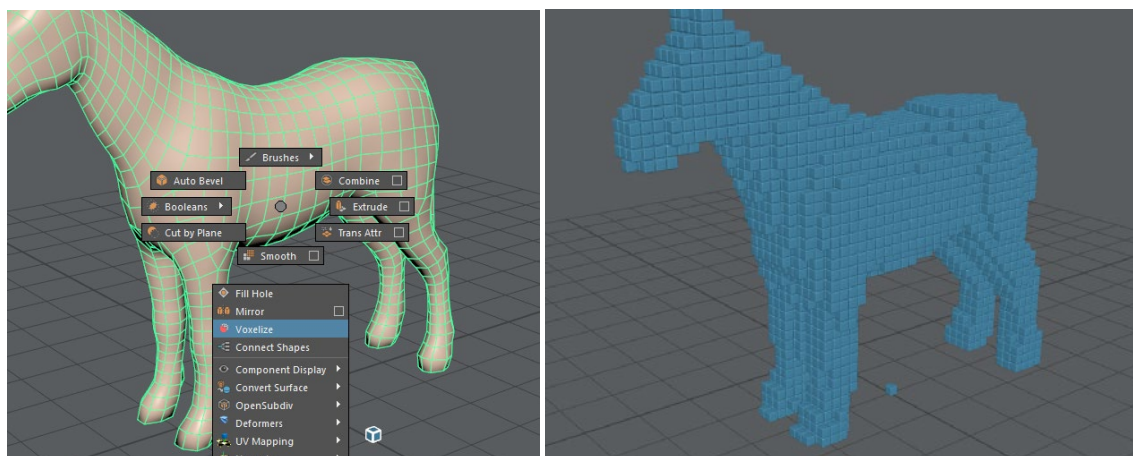 Brushes
Auto Bevel
Combine
Booleans
Extrude
Cut by Plane
Trans Attr
Smooth
Fill Hole
Mirror
Voxelize
Connect Shapes
Component Display
Convert Surface
OpenSubdiv
Deformers
UV Mapping